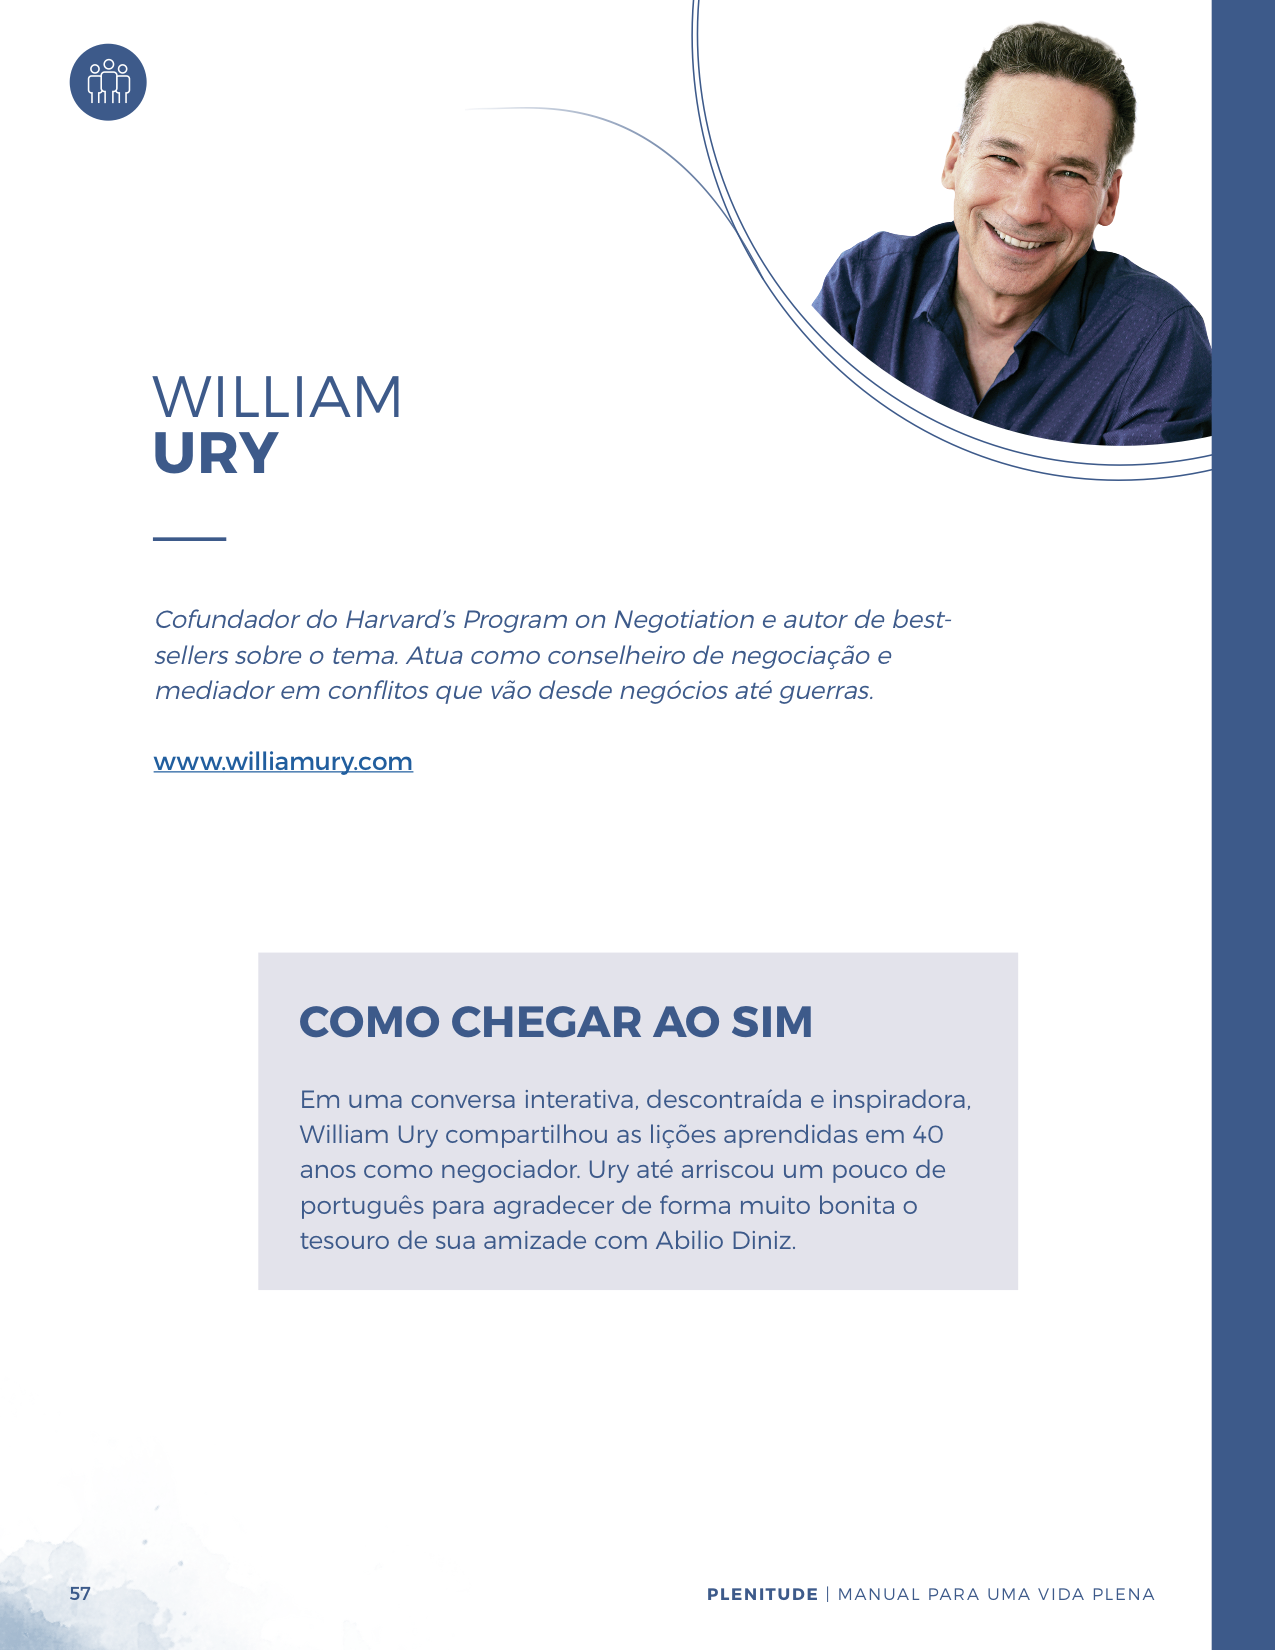 WILLIAM
URY
Cofundador do Harvard’s Program on Negotiation e autor de best-
sellers sobre o tema. Atua como conselheiro de negociação e
mediador em conflitos que vão desde negócios até guerras.
www.williamury.com
COMO CHEGAR AO SIM
Em uma conversa interativa, descontraída e inspiradora,
William Ury compartilhou as lições aprendidas em 40
anos como negociador. Ury até arriscou um pouco de
português para agradecer de forma muito bonita o
tesouro de sua amizade com Abilio Diniz.
57
PLENITUDE | MANUAL PARA UMA VIDA PLENA